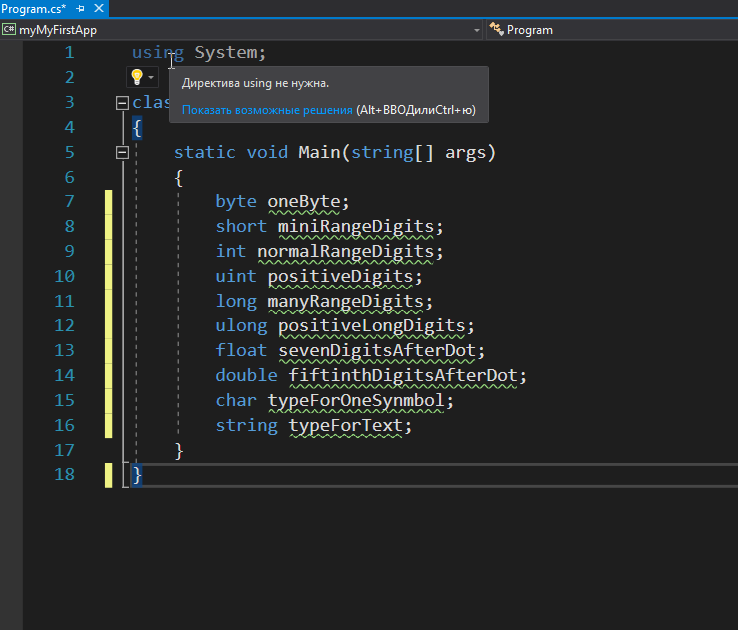 Program.cs*
myMyFirstApp Program
1 using System;
2
Директива using не нужна.
3 clas
Показать возможные решения (Alt+ВВОДилиCtrl+ю)
4 {
5 static void Main(string[] args)
6 {
7 byte oneByte;
8 short miniRangeDigits;
9 int normalRangeDigits;
10 uint positiveDigits;
11 long manyRangeDigits;
12 ulong positiveLongDigits;
13 float sevenDigitsAfterDot;
14 double fiftinthDigitsAfterDot;
15 char typeForOneSynmbol;
16 string typeForText;
17 }
18 }